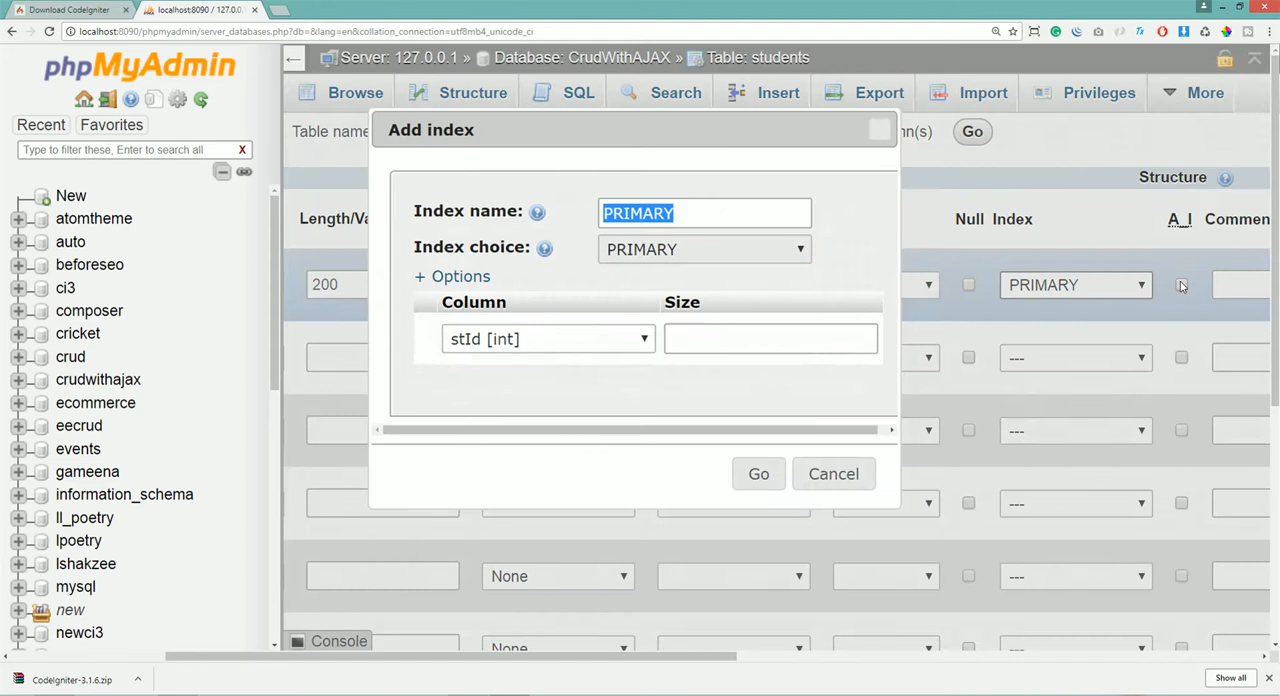 Download CodeIgniter
localhost:8090 / 127.0.0.
localhost:8090/phpmyadmin/server_databases.php?db=&lang=en&collation_connection=utf8mb4_unicode_ci
phpMyAdmin
Recent
Favorites
Type to filter these, Enter to search all
X
New
atomtheme
auto
beforeseo
ci3
composer
cricket
crud
crudwithajax
ecommerce
eecrud
events
gameena
information_schema
ll_poetry
lpoetry
lshakzee
mysql
new
newci3
Server: 127.0.0.1 » Database: CrudWithAJAX » Table: students
Browse
Structure
SQL
Search
Insert
Export
Import
Privileges
More
Table name
n(s)
Go
Structure
Length/Va
Null
Index
A_I
Commen
200
PRIMARY
---
---
---
None
---
None
---
Add index
Index name:
PRIMARY
Index choice:
PRIMARY
+ Options
Column
Size
stId [int]
Go
Cancel
Console
CodeIgniter-3.1.6.zip
Show all